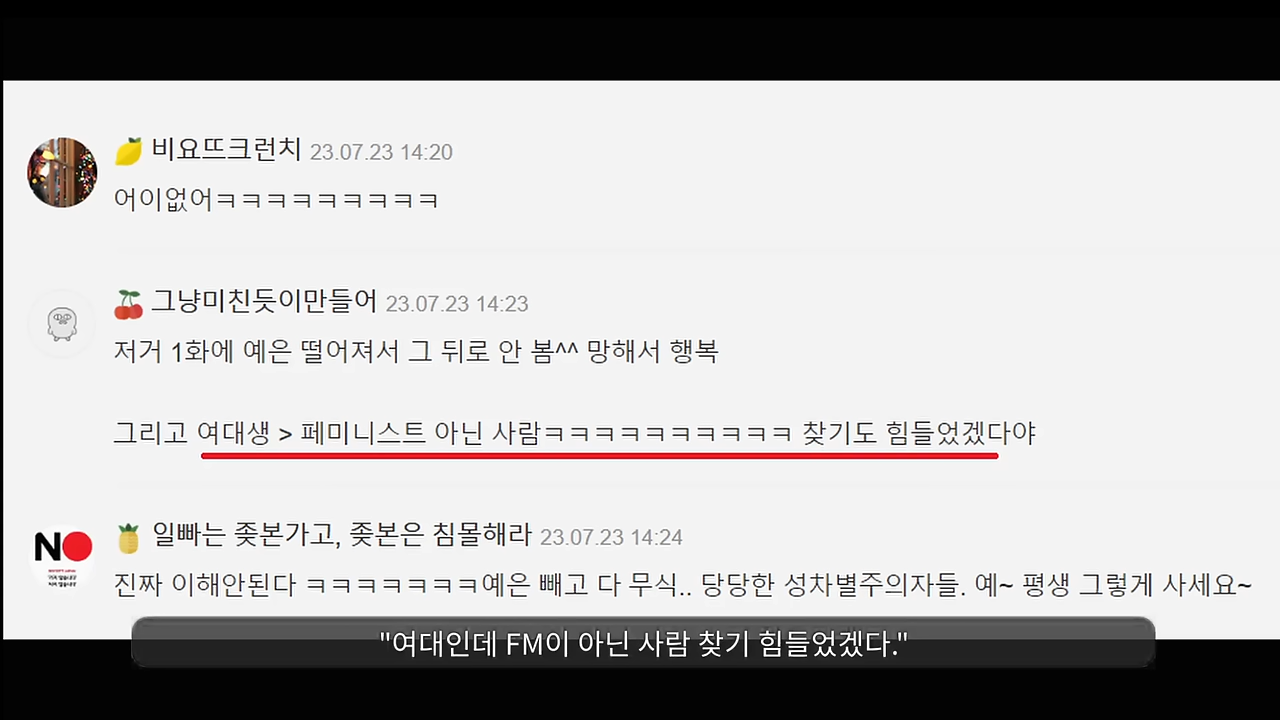 비요뜨크런치 23.07.23 14:20
어이없어ㅋㅋㅋㅋㅋㅋㅋㅋㅋ
그냥미친듯이만들어 23.07.23 14:23
저거 1화에 예은 떨어져서 그 뒤로 안 봄^^ 망해서 행복
그리고 여대생 > 페미니스트 아닌 사람ㅋㅋㅋㅋㅋㅋㅋㅋㅋㅋ 찾기도 힘들었겠다야
NO
일빠는 좆본가고, 좆본은 침몰해라 23.07.23 14:24
진짜 이해안된다 ㅋㅋㅋㅋㅋㅋㅋ예은 빼고 다 무식.. 당당한 성차별주의자들. 예~ 평생 그렇게 사세요~
"여대인데 FM이 아닌 사람 찾기 힘들었겠다."